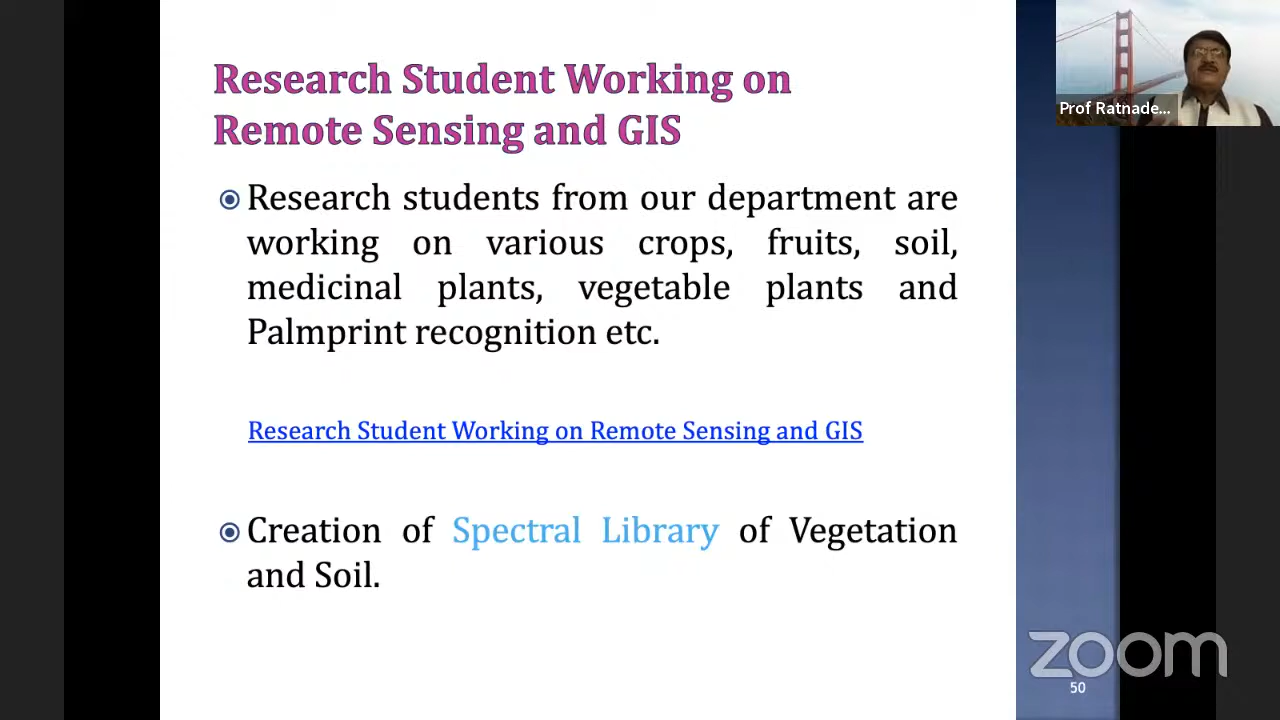 Research Student Working on
Remote Sensing and GIS
Research students from our department are
working on various crops, fruits, soil,
medicinal plants, vegetable plants and
Palmprint recognition etc.
Research Student Working on Remote Sensing and GIS
Creation of Spectral Library of Vegetation
and Soil.
Prof Ratnade...
zoom
50